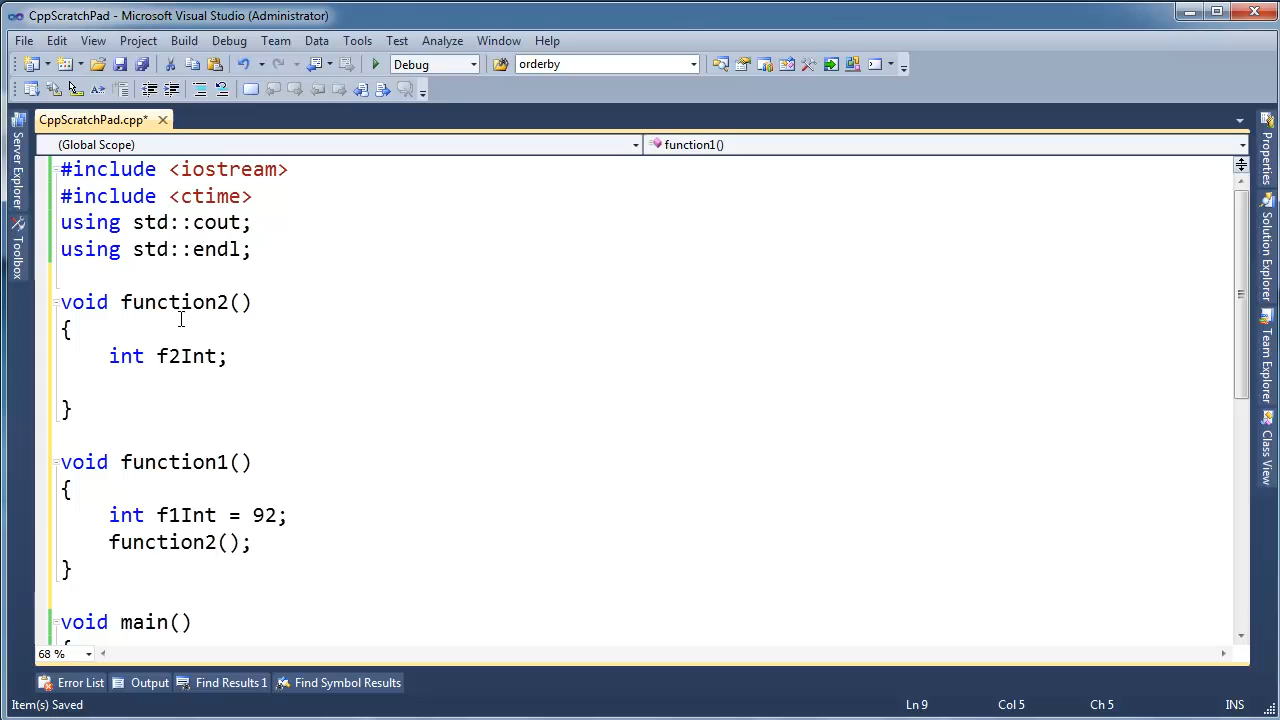 CppScratchPad - Microsoft Visual Studio (Administrator)
File Edit View Project Build Debug Team Data Tools Test Analyze Window Help
Debug orderby
CppScratchPad.cpp*
(Global Scope) function1()
Server Explorer
Toolbox
Properties
Solution Explorer
Team Explorer
Class View
#include <iostream>
#include <ctime>
using std::cout;
using std::endl;
void function2()
{
int f2Int;
}
void function1()
{
int f1Int = 92;
function2();
}
void main()
68 %
Error List Output Find Results 1 Find Symbol Results
Item(s) Saved Ln 9 Col 5 Ch 5 INS